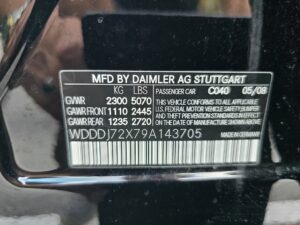 MFD BY DAIMLER AG STUTTGART
KG LBS PASSENGER CAR C040 05/08
GVWR 2300 5070 THIS VEHICLE CONFORMS TO ALL APPLICABLE
GAWR FRONT 1110 2445 U.S. FEDERAL MOTOR VEHICLE SAFETY BUMPER
GAWR REAR 1235 2720 AND THEFT PREVENTION STANDARDS IN EFFECT
WDDDJ72X79A143705 ON THE DATE OF MANUFACTURE SHOWN ABOVE
MADE IN GERMANY